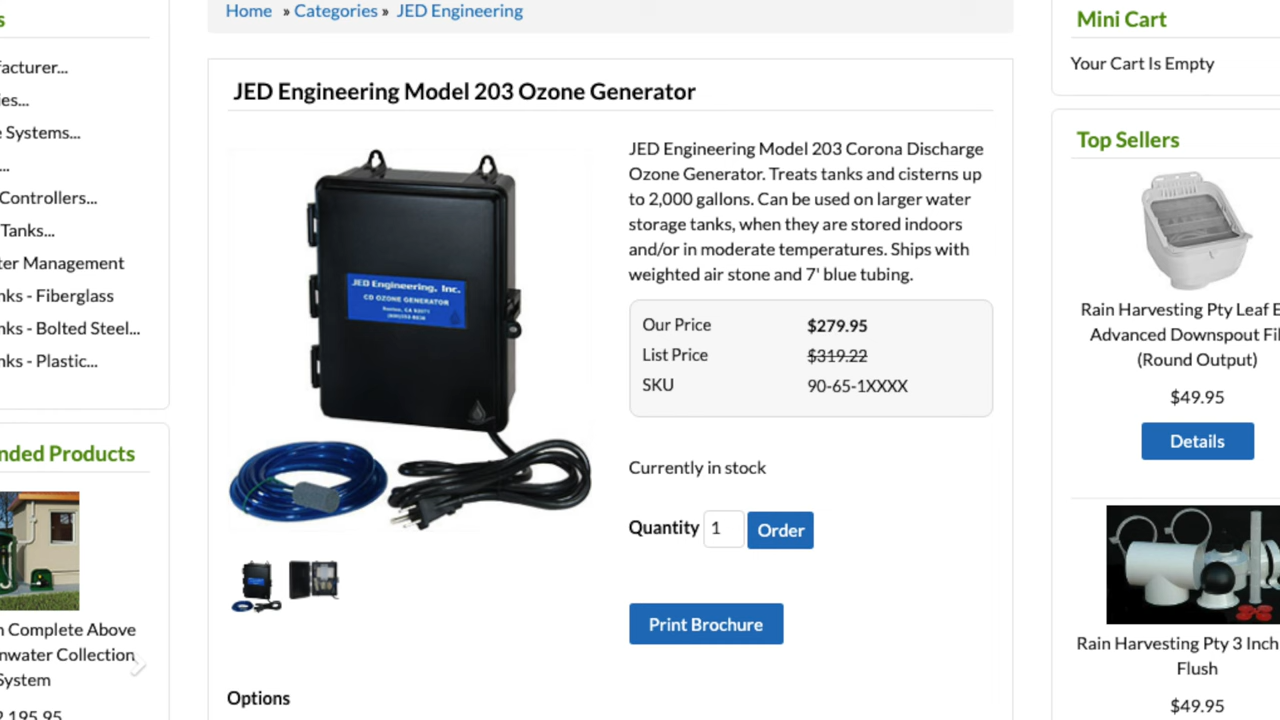 Home » Categories » JED Engineering
s
facturer...
ies...
e Systems...
...
Controllers...
Tanks...
ter Management
nks - Fiberglass
nks - Bolted Steel...
nks - Plastic...
nded Products
n Complete Above
nwater Collection
System
2,195.95
JED Engineering Model 203 Ozone Generator
JED Engineering, Inc.
CD OZONE GENERATOR
JED Engineering Model 203 Corona Discharge
Ozone Generator. Treats tanks and cisterns up
to 2,000 gallons. Can be used on larger water
storage tanks, when they are stored indoors
and/or in moderate temperatures. Ships with
weighted air stone and 7' blue tubing.
Our Price $279.95
List Price $319.22
SKU 90-65-1XXXX
Currently in stock
Quantity 1 Order
Print Brochure
Options
Mini Cart
Your Cart Is Empty
Top Sellers
Rain Harvesting Pty Leaf E
Advanced Downspout Fil
(Round Output)
$49.95
Details
Rain Harvesting Pty 3 Inch
Flush
$49.95